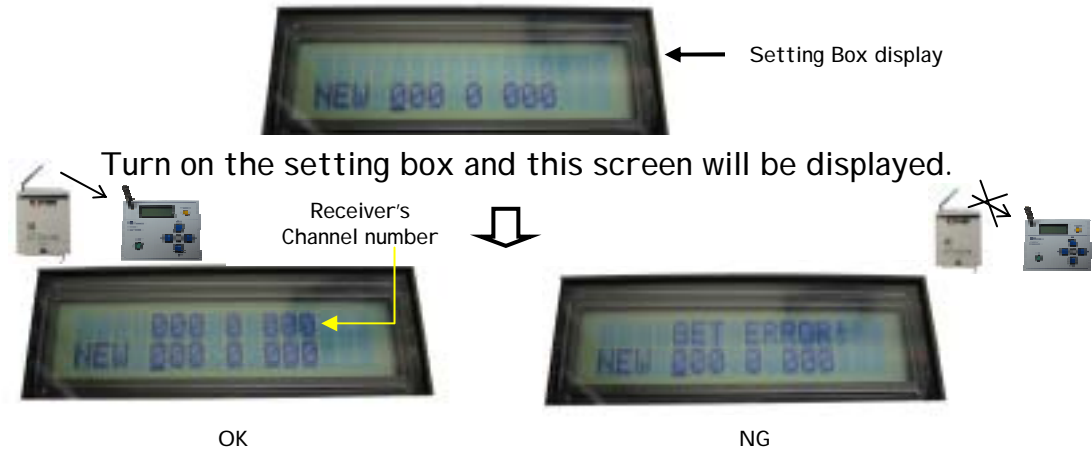 NEW 000 0 000
Setting Box display
Turn on the setting box and this screen will be displayed.
Receiver's
Channel number
000 0 000
NEW 000 0 000
GET ERROR!
NEW 000 0 000
OK
NG